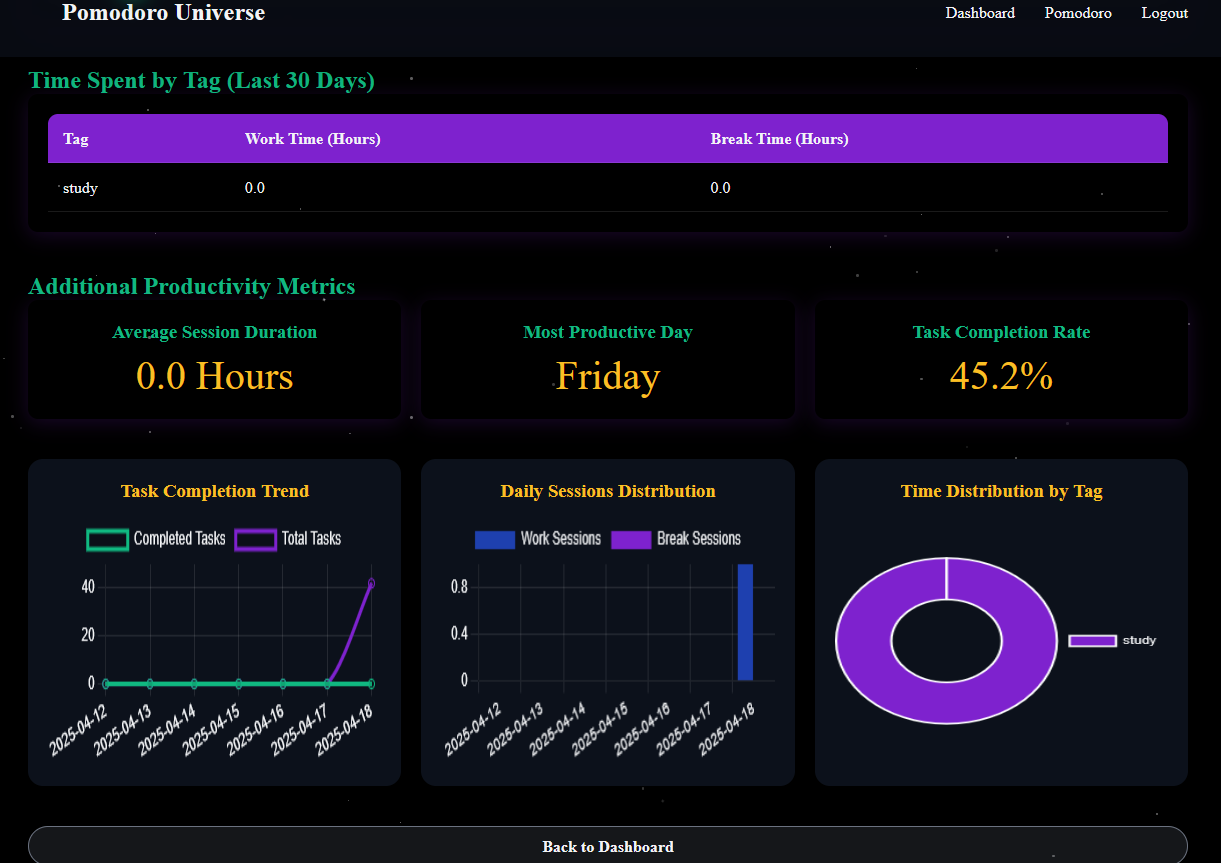 Pomodoro Universe
Dashboard Pomodoro Logout
Time Spent by Tag (Last 30 Days)
Tag Work Time (Hours) Break Time (Hours)
study 0.0 0.0
Additional Productivity Metrics
Average Session Duration
0.0 Hours
Most Productive Day
Friday
Task Completion Rate
45.2%
Task Completion Trend
Completed Tasks Total Tasks
40
20
0
2025-04-12 2025-04-13 2025-04-14 2025-04-15 2025-04-16 2025-04-17 2025-04-18
Daily Sessions Distribution
Work Sessions Break Sessions
0.8
0.4
0
2025-04-12 2025-04-13 2025-04-14 2025-04-15 2025-04-16 2025-04-17 2025-04-18
Time Distribution by Tag
study
Back to Dashboard